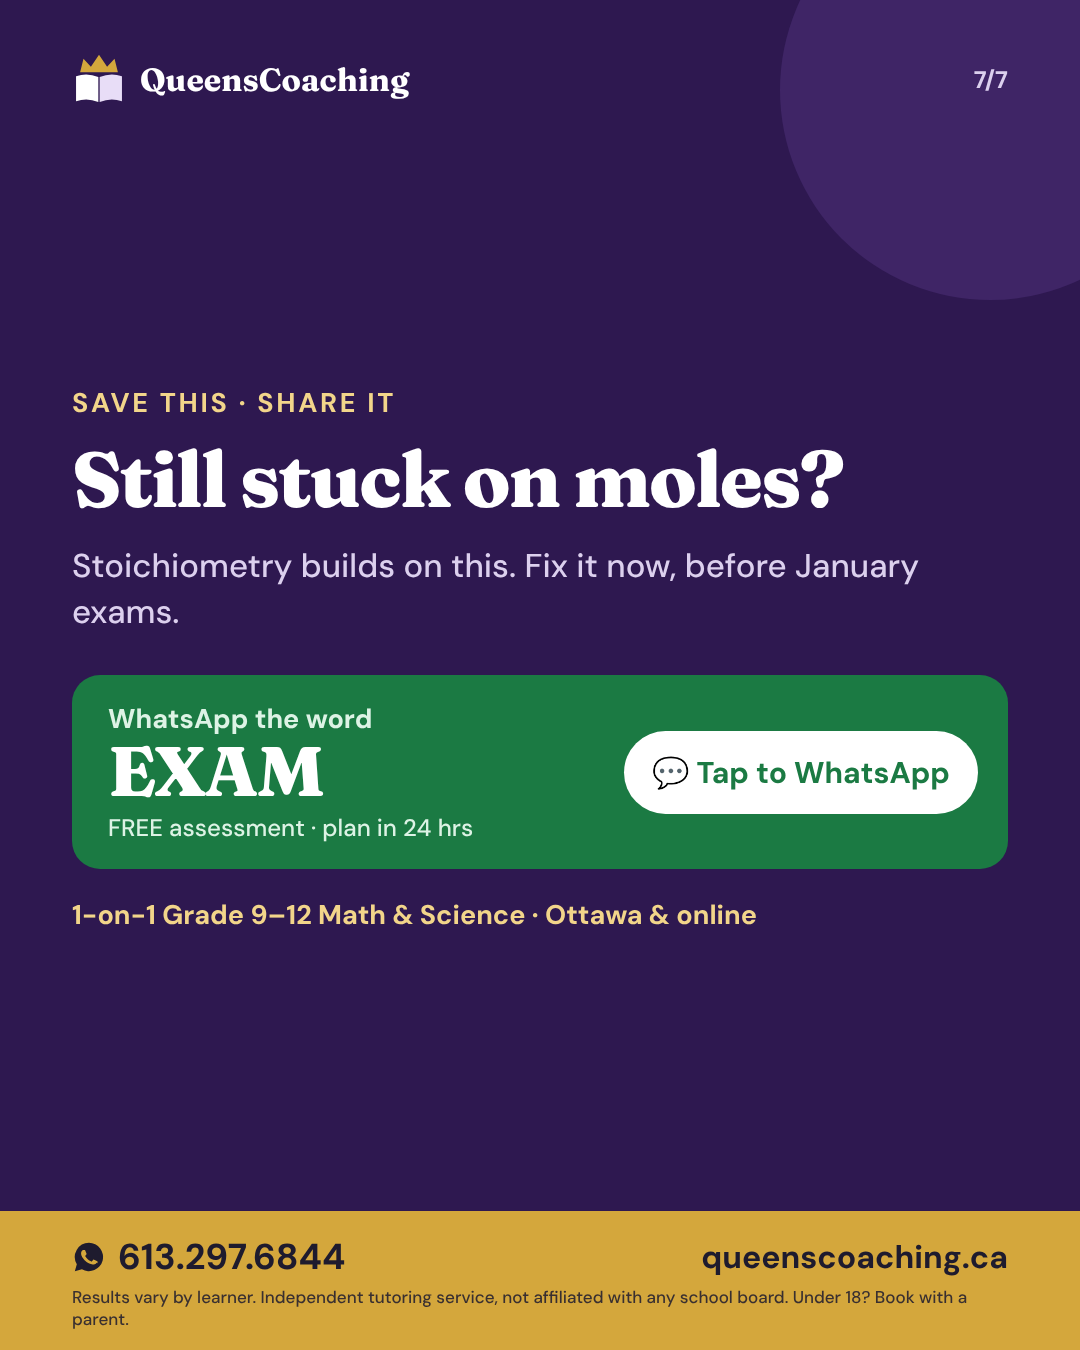 QueensCoaching
7/7
SAVE THIS · SHARE IT
Still stuck on moles?
Stoichiometry builds on this. Fix it now, before January
exams.
WhatsApp the word
EXAM
FREE assessment · plan in 24 hrs
💬 Tap to WhatsApp
1-on-1 Grade 9–12 Math & Science · Ottawa & online
613.297.6844
queenscoaching.ca
Results vary by learner. Independent tutoring service, not affiliated with any school board. Under 18? Book with a
parent.